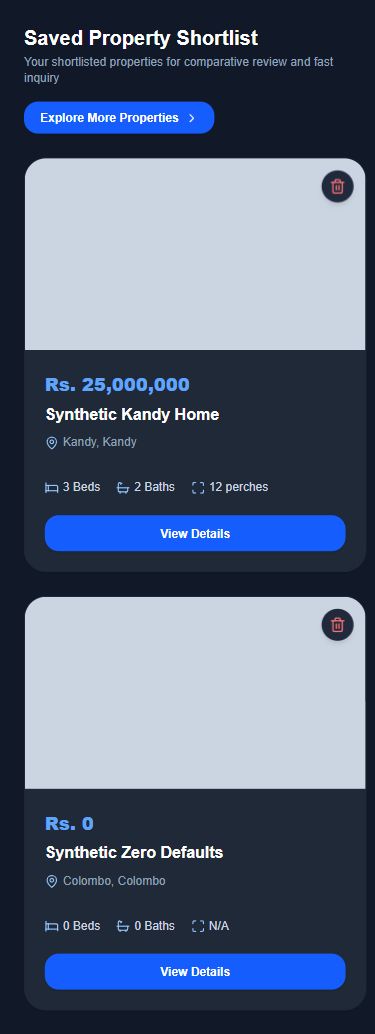 Saved Property Shortlist
Your shortlisted properties for comparative review and fast
inquiry
Explore More Properties
Rs. 25,000,000
Synthetic Kandy Home
Kandy, Kandy
3 Beds 2 Baths 12 perches
View Details
Rs. 0
Synthetic Zero Defaults
Colombo, Colombo
0 Beds 0 Baths N/A
View Details